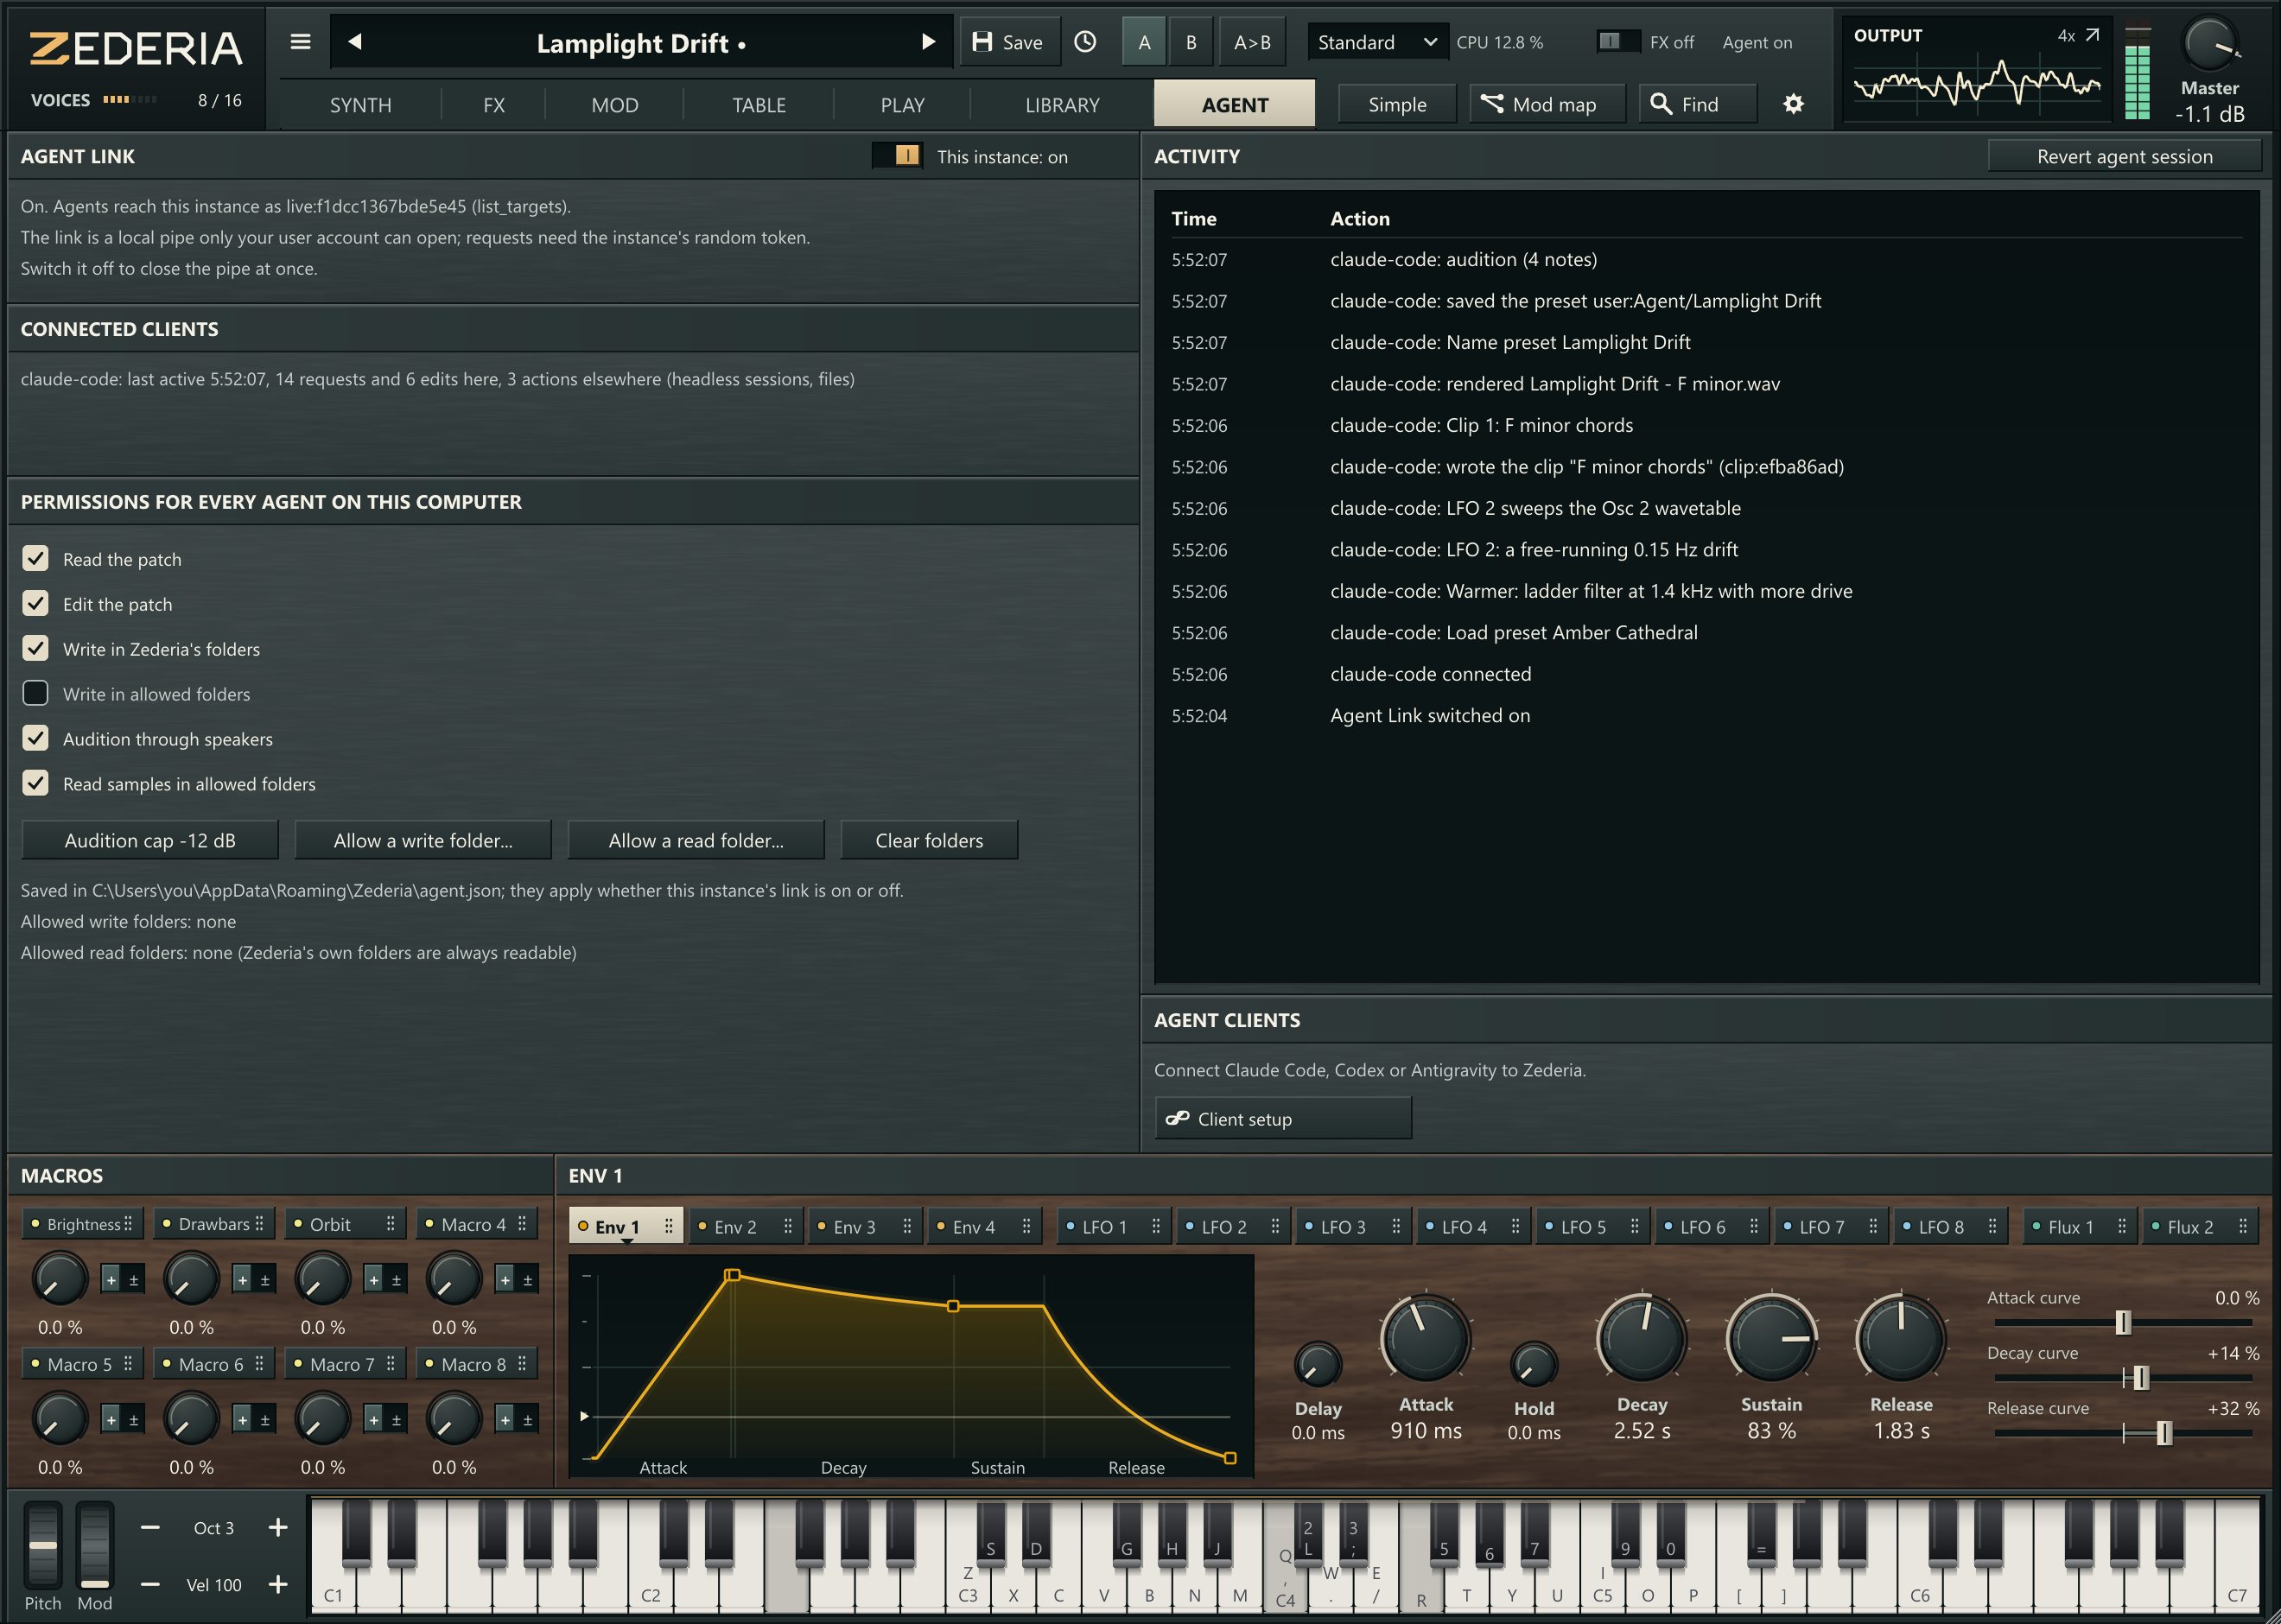 ZEDERIA
VOICES 8 / 16
Lamplight Drift •
Save
A
B
A>B
Standard
CPU 12.8 %
FX off
Agent on
OUTPUT
4x
Master
-1.1 dB
SYNTH
FX
MOD
TABLE
PLAY
LIBRARY
AGENT
Simple
Mod map
Find
AGENT LINK
This instance: on
On. Agents reach this instance as live:f1dcc1367bde5e45 (list_targets).
The link is a local pipe only your user account can open; requests need the instance's random token.
Switch it off to close the pipe at once.
CONNECTED CLIENTS
claude-code: last active 5:52:07, 14 requests and 6 edits here, 3 actions elsewhere (headless sessions, files)
PERMISSIONS FOR EVERY AGENT ON THIS COMPUTER
Read the patch
Edit the patch
Write in Zederia's folders
Write in allowed folders
Audition through speakers
Read samples in allowed folders
Audition cap -12 dB
Allow a write folder...
Allow a read folder...
Clear folders
Saved in C:\Users\you\AppData\Roaming\Zederia\agent.json; they apply whether this instance's link is on or off.
Allowed write folders: none
Allowed read folders: none (Zederia's own folders are always readable)
ACTIVITY
Revert agent session
Time Action
5:52:07 claude-code: audition (4 notes)
5:52:07 claude-code: saved the preset user:Agent/Lamplight Drift
5:52:07 claude-code: Name preset Lamplight Drift
5:52:07 claude-code: rendered Lamplight Drift - F minor.wav
5:52:06 claude-code: Clip 1: F minor chords
5:52:06 claude-code: wrote the clip "F minor chords" (clip:efba86ad)
5:52:06 claude-code: LFO 2 sweeps the Osc 2 wavetable
5:52:06 claude-code: LFO 2: a free-running 0.15 Hz drift
5:52:06 claude-code: Warmer: ladder filter at 1.4 kHz with more drive
5:52:06 claude-code: Load preset Amber Cathedral
5:52:06 claude-code connected
5:52:04 Agent Link switched on
AGENT CLIENTS
Connect Claude Code, Codex or Antigravity to Zederia.
Client setup
MACROS
Brightness
Drawbars
Orbit
Macro 4
+ ± + ± + ± + ±
0.0 % 0.0 % 0.0 % 0.0 %
Macro 5
Macro 6
Macro 7
Macro 8
+ ± + ± + ± + ±
0.0 % 0.0 % 0.0 % 0.0 %
ENV 1
Env 1
Env 2
Env 3
Env 4
LFO 1
LFO 2
LFO 3
LFO 4
LFO 5
LFO 6
LFO 7
LFO 8
Flux 1
Flux 2
Attack Decay Sustain Release
Delay
0.0 ms
Attack
910 ms
Hold
0.0 ms
Decay
2.52 s
Sustain
83 %
Release
1.83 s
Attack curve 0.0 %
Decay curve +14 %
Release curve +32 %
Pitch
Mod
− Oct 3 +
− Vel 100 +
2 3
S D G H J L ; 5 6 7 9 0 =
Z Q , W E I
C1 C2 C3 X C V B N M C4 . / R T Y U C5 O P [ ] C6 C7